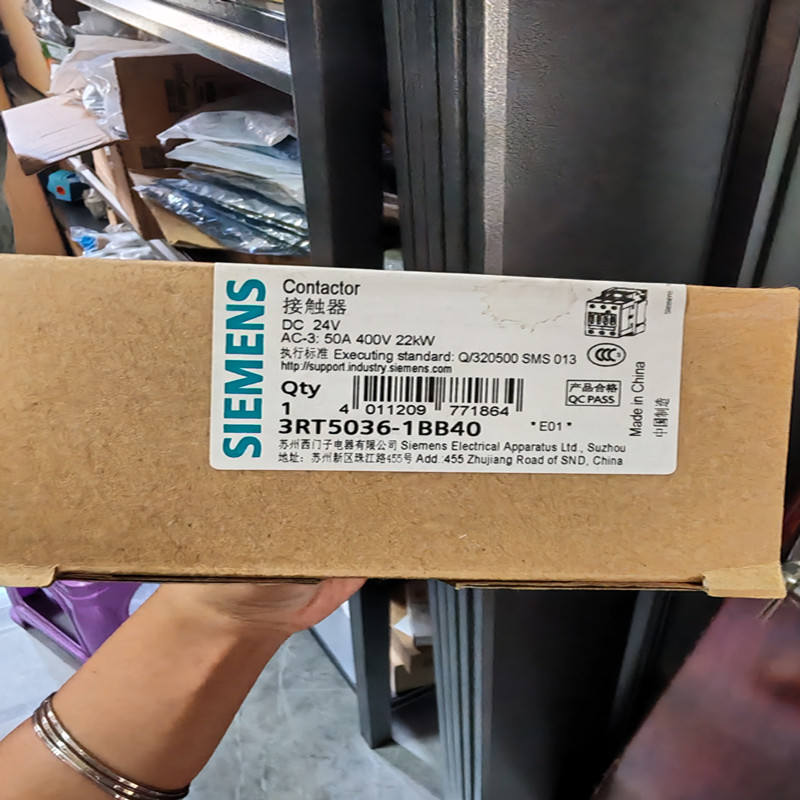 SIEMENS
Contactor
接触器
DC 24V
AC-3: 50A 400V 22kW
执行标准 Executing standard: Q/320500 SMS 013
http://support.industry.siemens.com
Qty
1
4 011209 771864
产品合格
QC PASS
3RT5036-1BB40
*E01*
苏州西门子电器有限公司 Siemens Electrical Apparatus Ltd., Suzhou
地址: 苏州新区珠江路455号 Add.:455 Zhujiang Road of SND, China
Made in China
中国制造